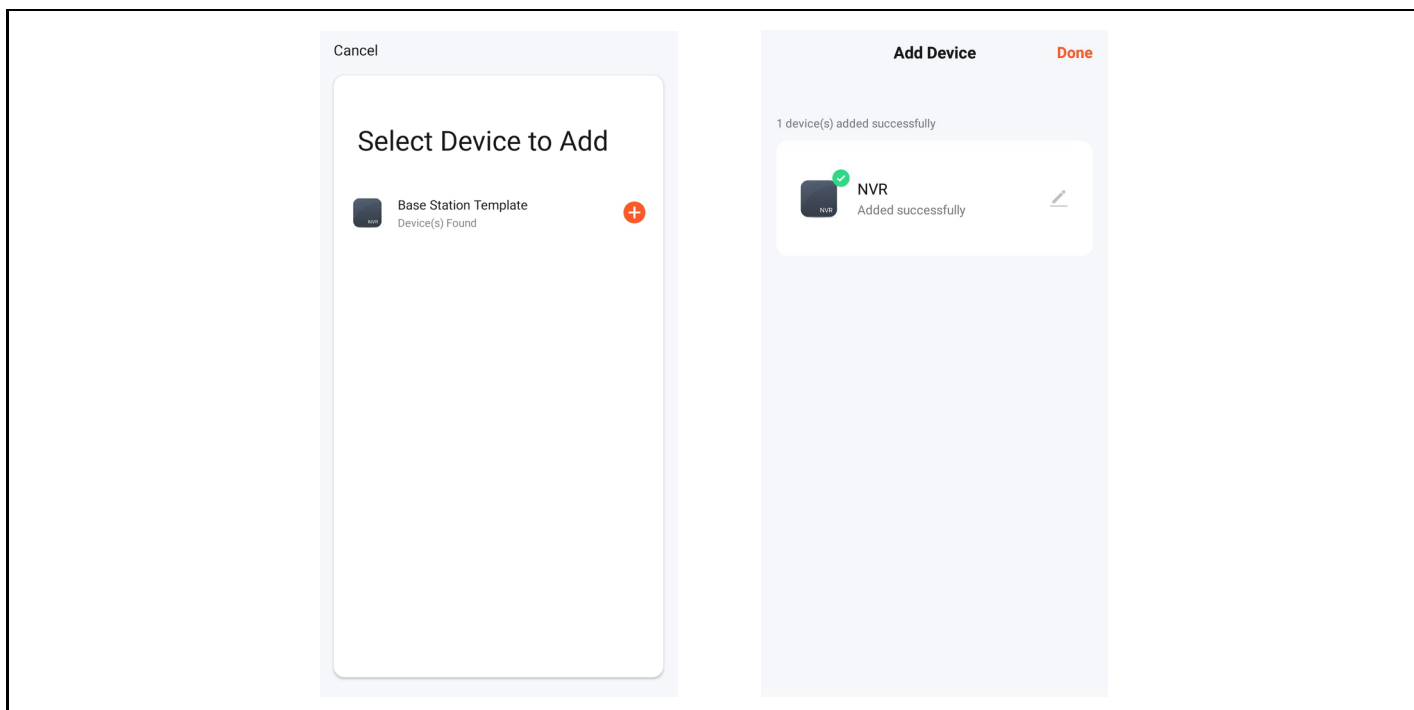 Cancel
Select Device to Add
NVR
Base Station Template
Device(s) Found
Add Device
Done
1 device(s) added successfully
NVR
NVR
Added successfully